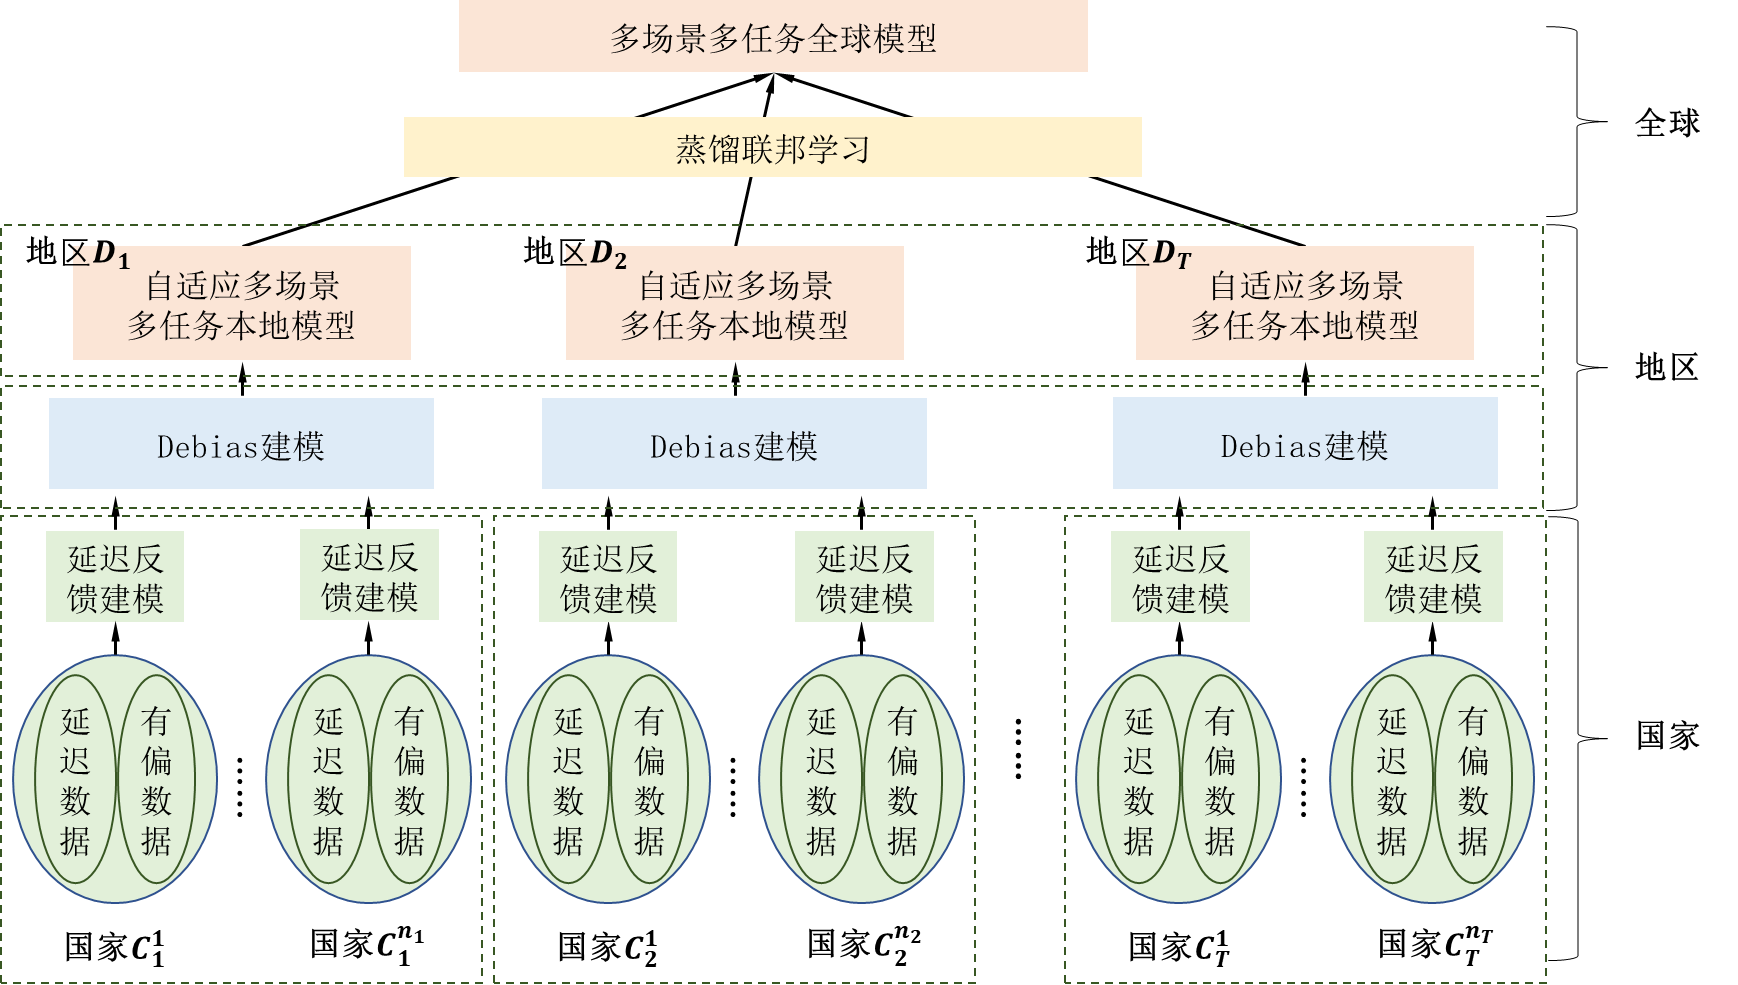 多场景多任务全球模型
蒸馏联邦学习
全球
地区D₁
自适应多场景
多任务本地模型
地区D₂
自适应多场景
多任务本地模型
地区D_T
自适应多场景
多任务本地模型
地区
Debias建模
Debias建模
Debias建模
延迟反
馈建模
延迟反
馈建模
延迟反
馈建模
延迟反
馈建模
延迟反
馈建模
延迟反
馈建模
延迟数据
有偏数据
......
延迟数据
有偏数据
延迟数据
有偏数据
......
延迟数据
有偏数据
......
延迟数据
有偏数据
......
延迟数据
有偏数据
国家
国家C_1^1
国家C_1^{n_1}
国家C_2^1
国家C_2^{n_2}
国家C_T^1
国家C_T^{n_T}